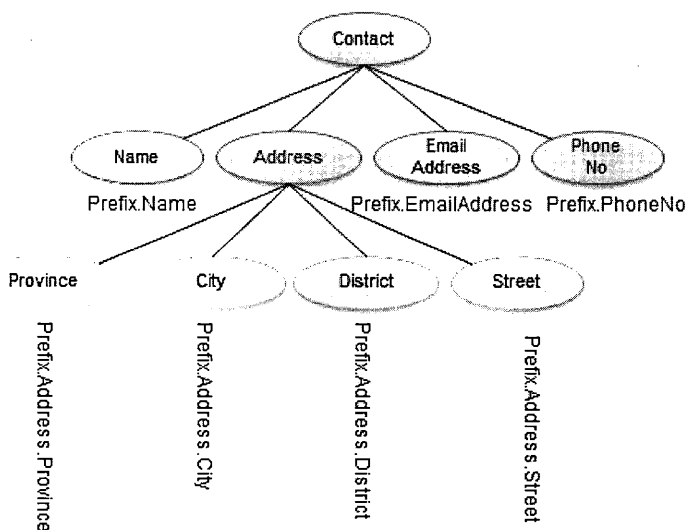 Contact
Name
Address
Email
Address
Phone
No
Prefix.Name
Prefix.EmailAddress
Prefix.PhoneNo
Province
City
District
Street
Prefix.Address.Province
Prefix.Address.City
Prefix.Address.District
Prefix.Address.Street